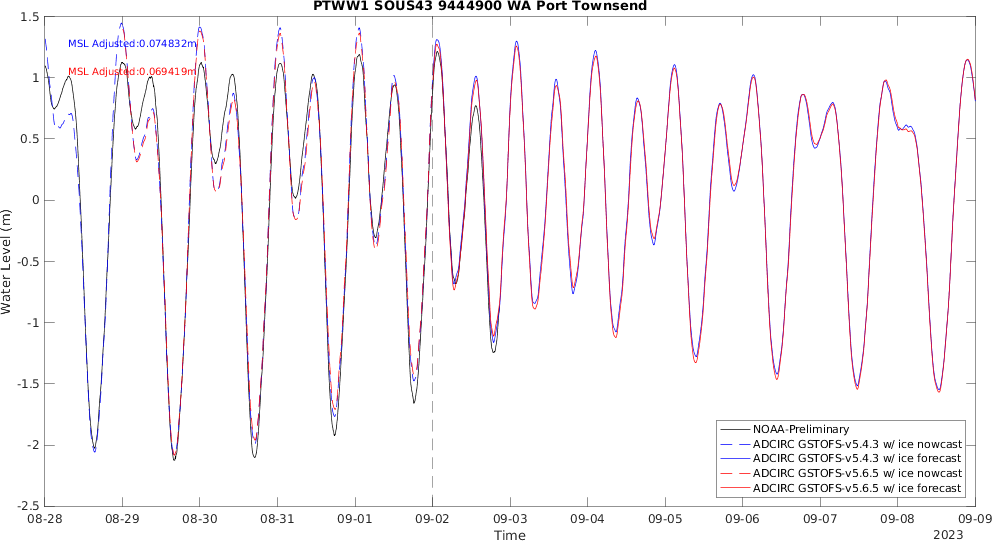 PTWW1 SOUS43 9444900 WA Port Townsend
1.5
1
0.5
0
-0.5
-1
-1.5
-2
-2.5
Water Level (m)
MSL Adjusted:0.074832m
MSL Adjusted:0.069419m
NOAA-Preliminary
ADCIRC GSTOFS-v5.4.3 w/ ice nowcast
ADCIRC GSTOFS-v5.4.3 w/ ice forecast
ADCIRC GSTOFS-v5.6.5 w/ ice nowcast
ADCIRC GSTOFS-v5.6.5 w/ ice forecast
08-28 08-29 08-30 08-31 09-01 09-02 09-03 09-04 09-05 09-06 09-07 09-08 09-09
Time
2023